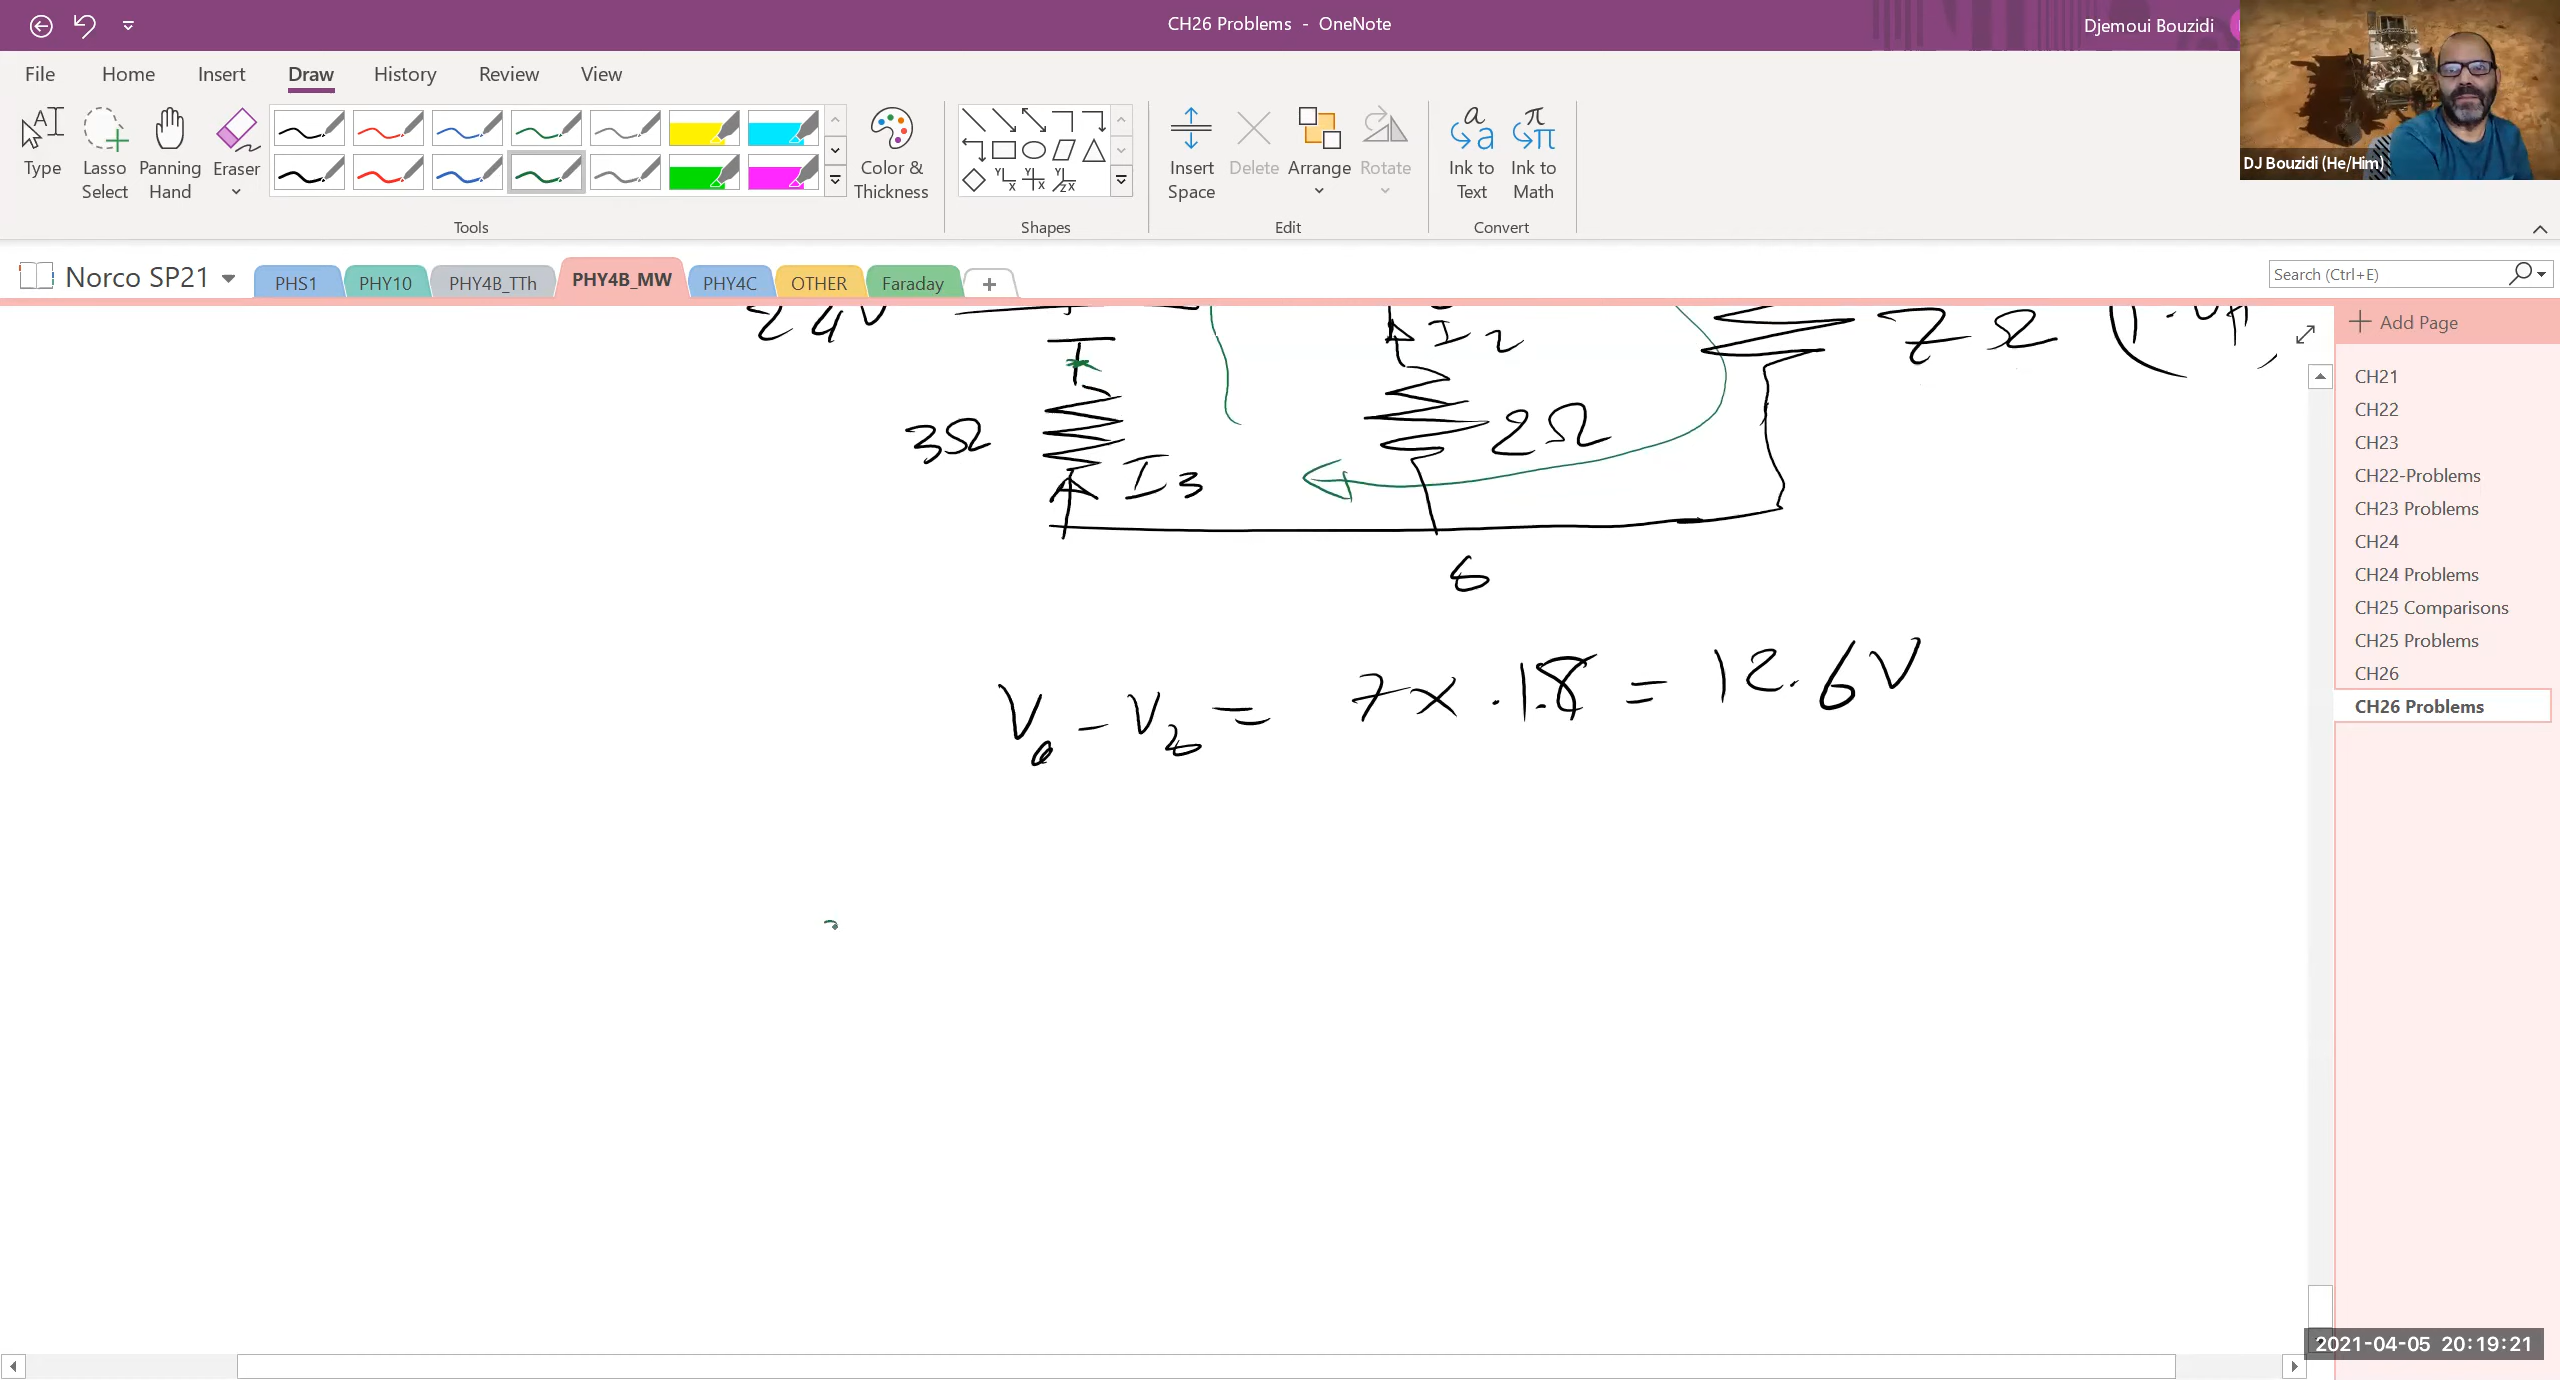 CH26 Problems - OneNote
Djemoui Bouzidi
File Home Insert Draw History Review View
Type
Lasso Select
Panning Hand
Eraser
Color & Thickness
Insert Space
Delete
Arrange
Rotate
Ink to Text
Ink to Math
DJ Bouzidi (He/Him)
Tools
Shapes
Edit
Convert
Norco SP21
PHS1 PHY10 PHY4B_TTh PHY4B_MW PHY4C OTHER Faraday
Search (Ctrl+E)
Add Page
CH21
CH22
CH23
CH22-Problems
CH23 Problems
CH24
CH24 Problems
CH25 Comparisons
CH25 Problems
CH26
CH26 Problems
24V
I2
7Ω
3Ω
2Ω
I3
b
Va - Vb = 7 x 1.8 = 12.6V
2021-04-05 20:19:21